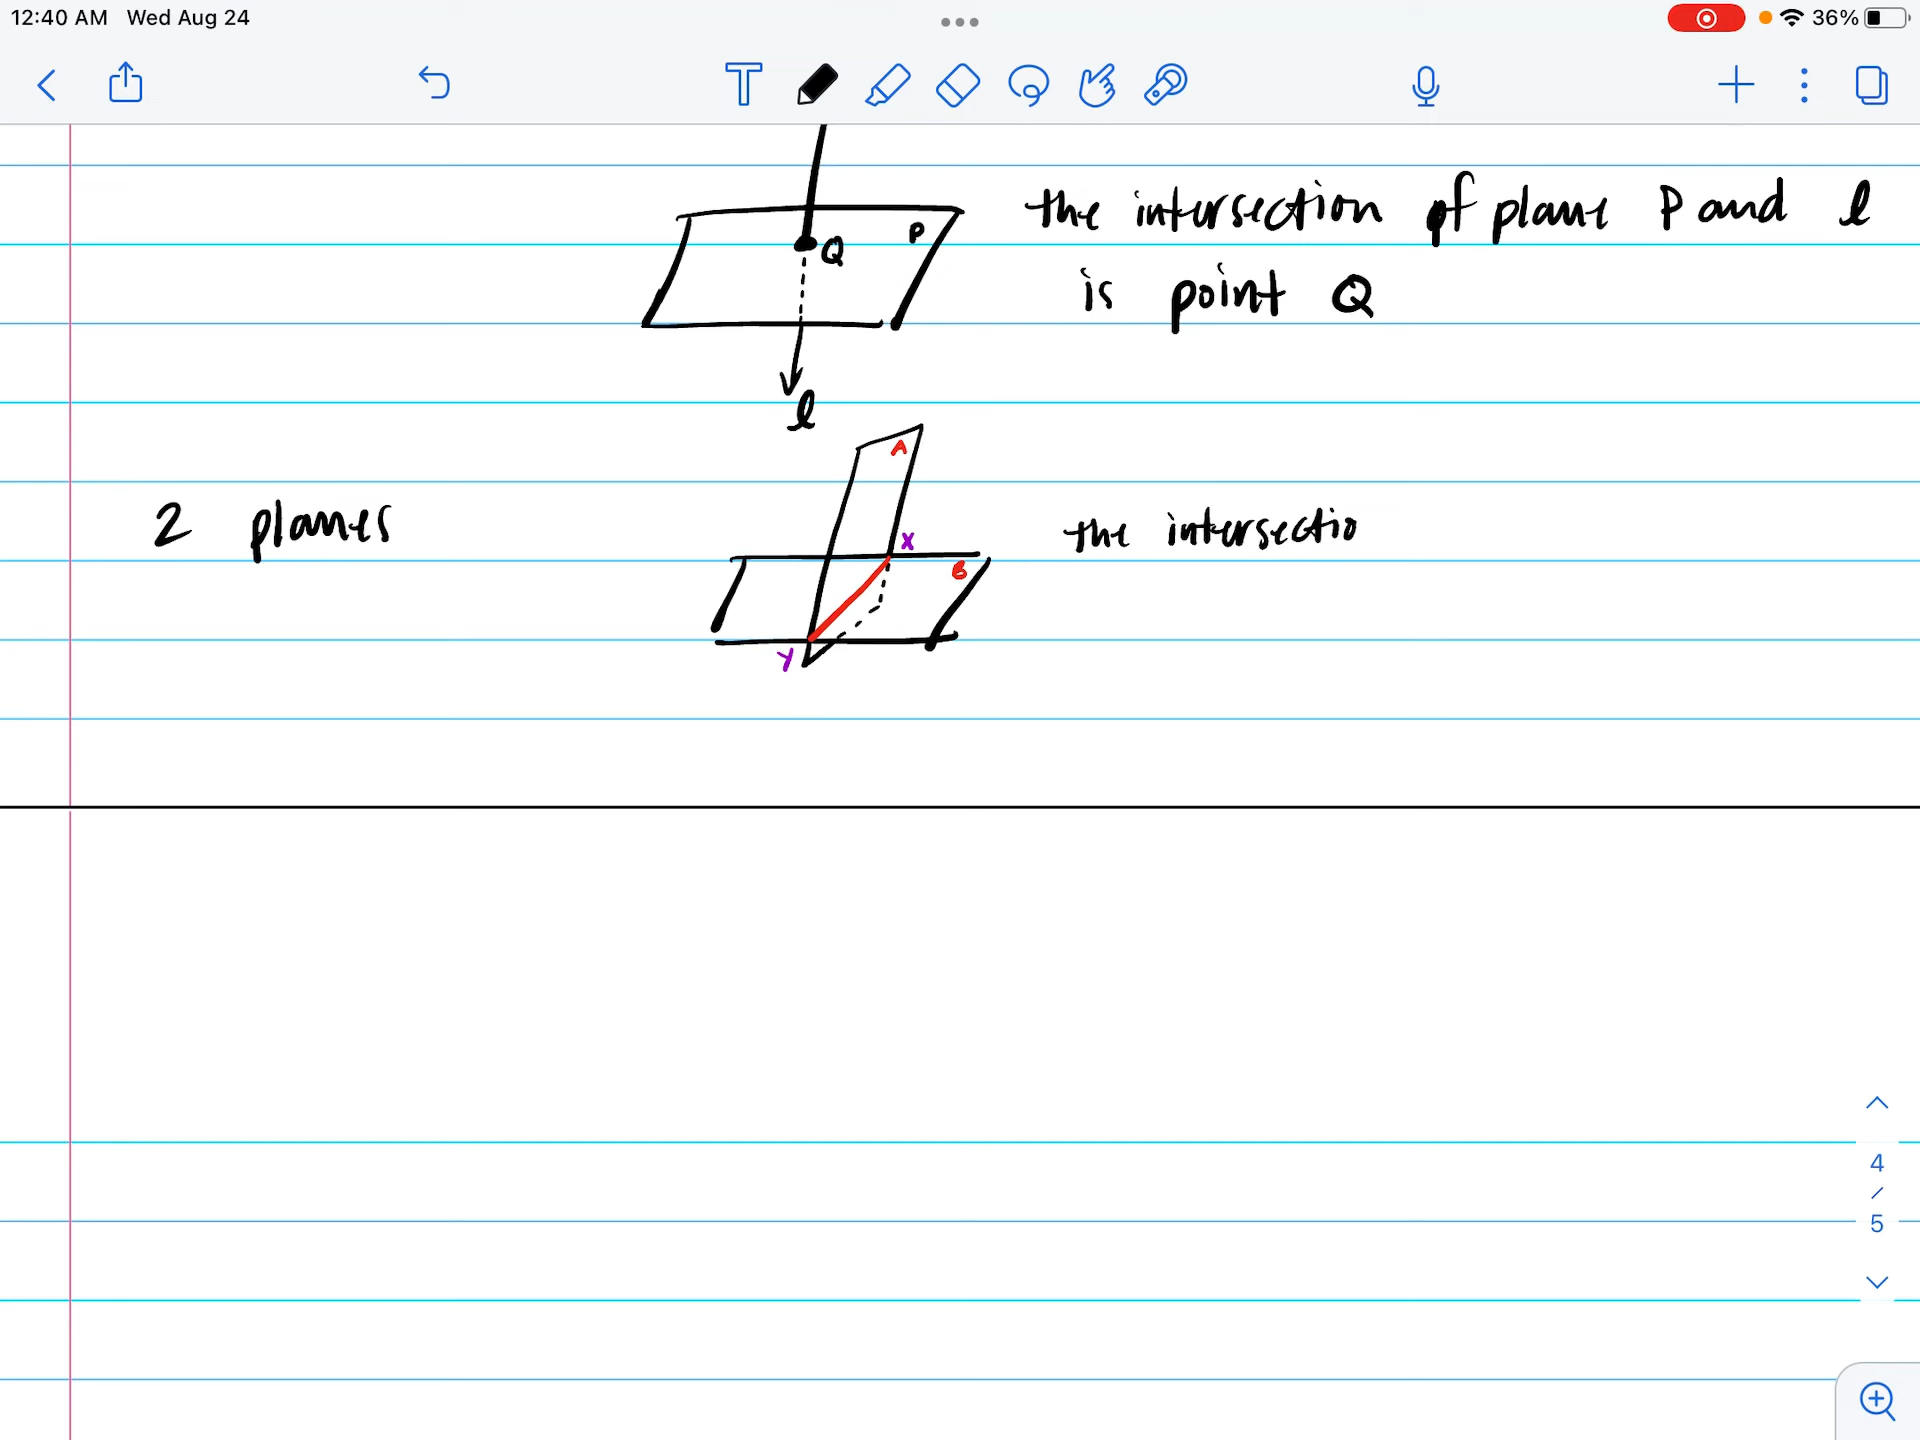 12:40 AM Wed Aug 24
36%
T
the intersection of plane P and l
P
Q
is point Q
l
A
2 planes
the intersectio
X
B
Y
4
/
5